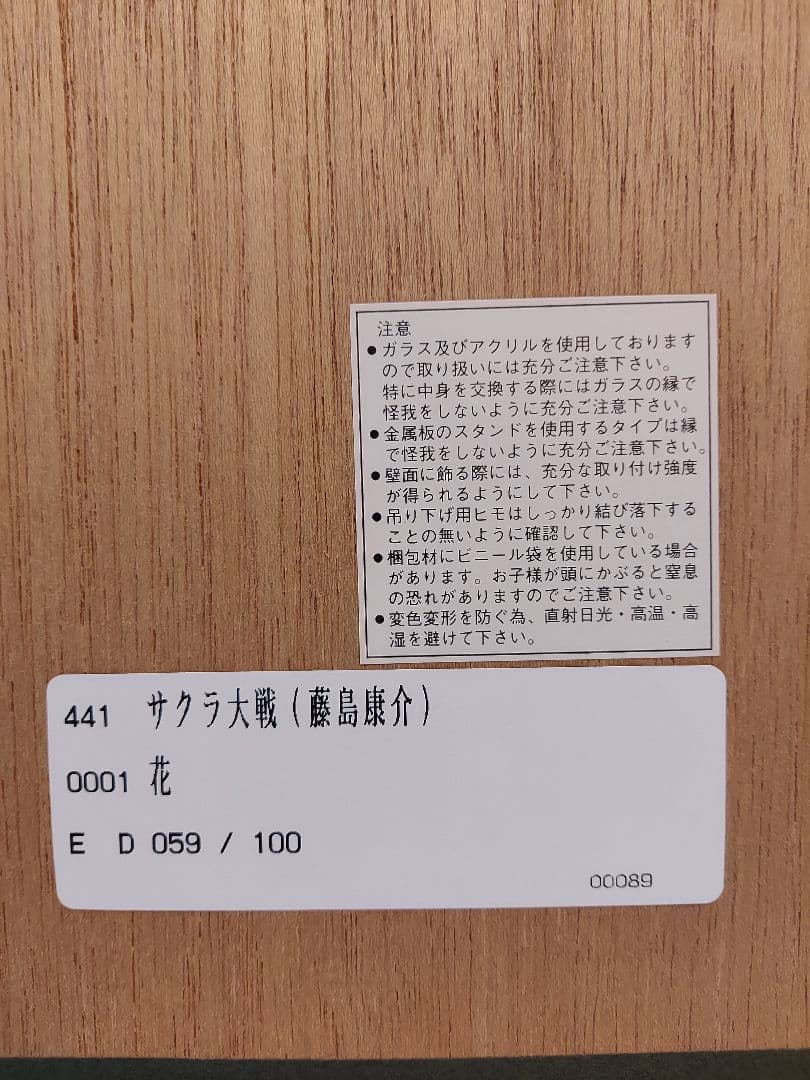 注意
●ガラス及びアクリルを使用しております
ので取り扱いには充分ご注意下さい。
特に中身を交換する際にはガラスの縁で
怪我をしないように充分ご注意下さい。
●金属板のスタンドを使用するタイプは縁
で怪我をしないように充分ご注意下さい。
●壁面に飾る際には、充分な取り付け強度
が得られるようにして下さい。
●吊り下げ用ヒモはしっかり結び落下する
ことの無いように確認して下さい。
●梱包材にビニール袋を使用している場合
があります。お子様が頭にかぶると窒息
の恐れがありますのでご注意下さい。
●変色変形を防ぐ為、直射日光・高温・高
湿を避けて下さい。
441 サクラ大戦(藤島康介)
0001 花
E D 059 / 100
00089